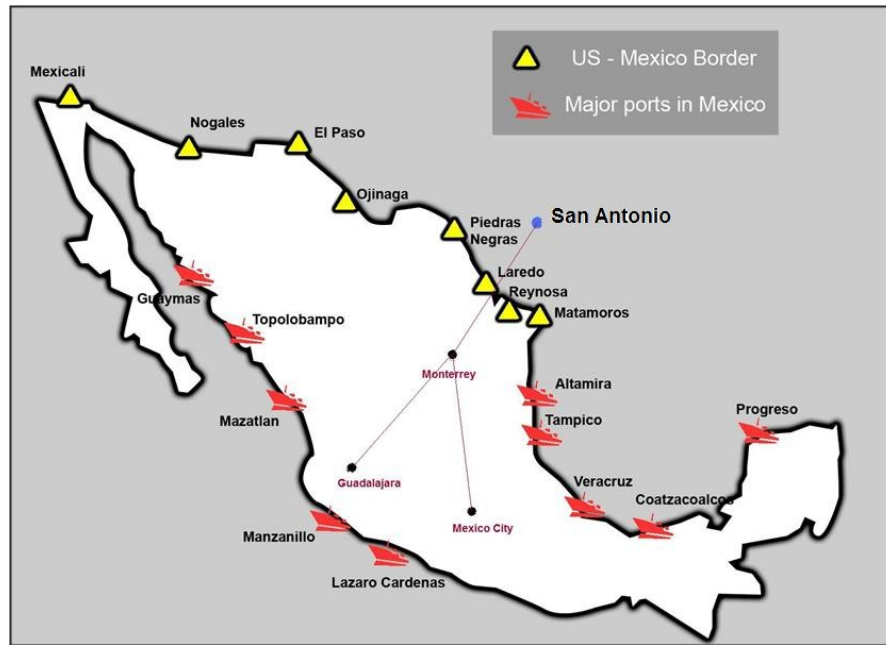 US - Mexico Border
Major ports in Mexico
Mexicali
Nogales
El Paso
Ojinaga
Piedras
Negras
San Antonio
Laredo
Reynosa
Matamoros
Guaymas
Topolobampo
Monterrey
Mazatlan
Altamira
Tampico
Progreso
Guadalajara
Veracruz
Coatzacoalcos
Mexico City
Manzanillo
Lazaro Cardenas